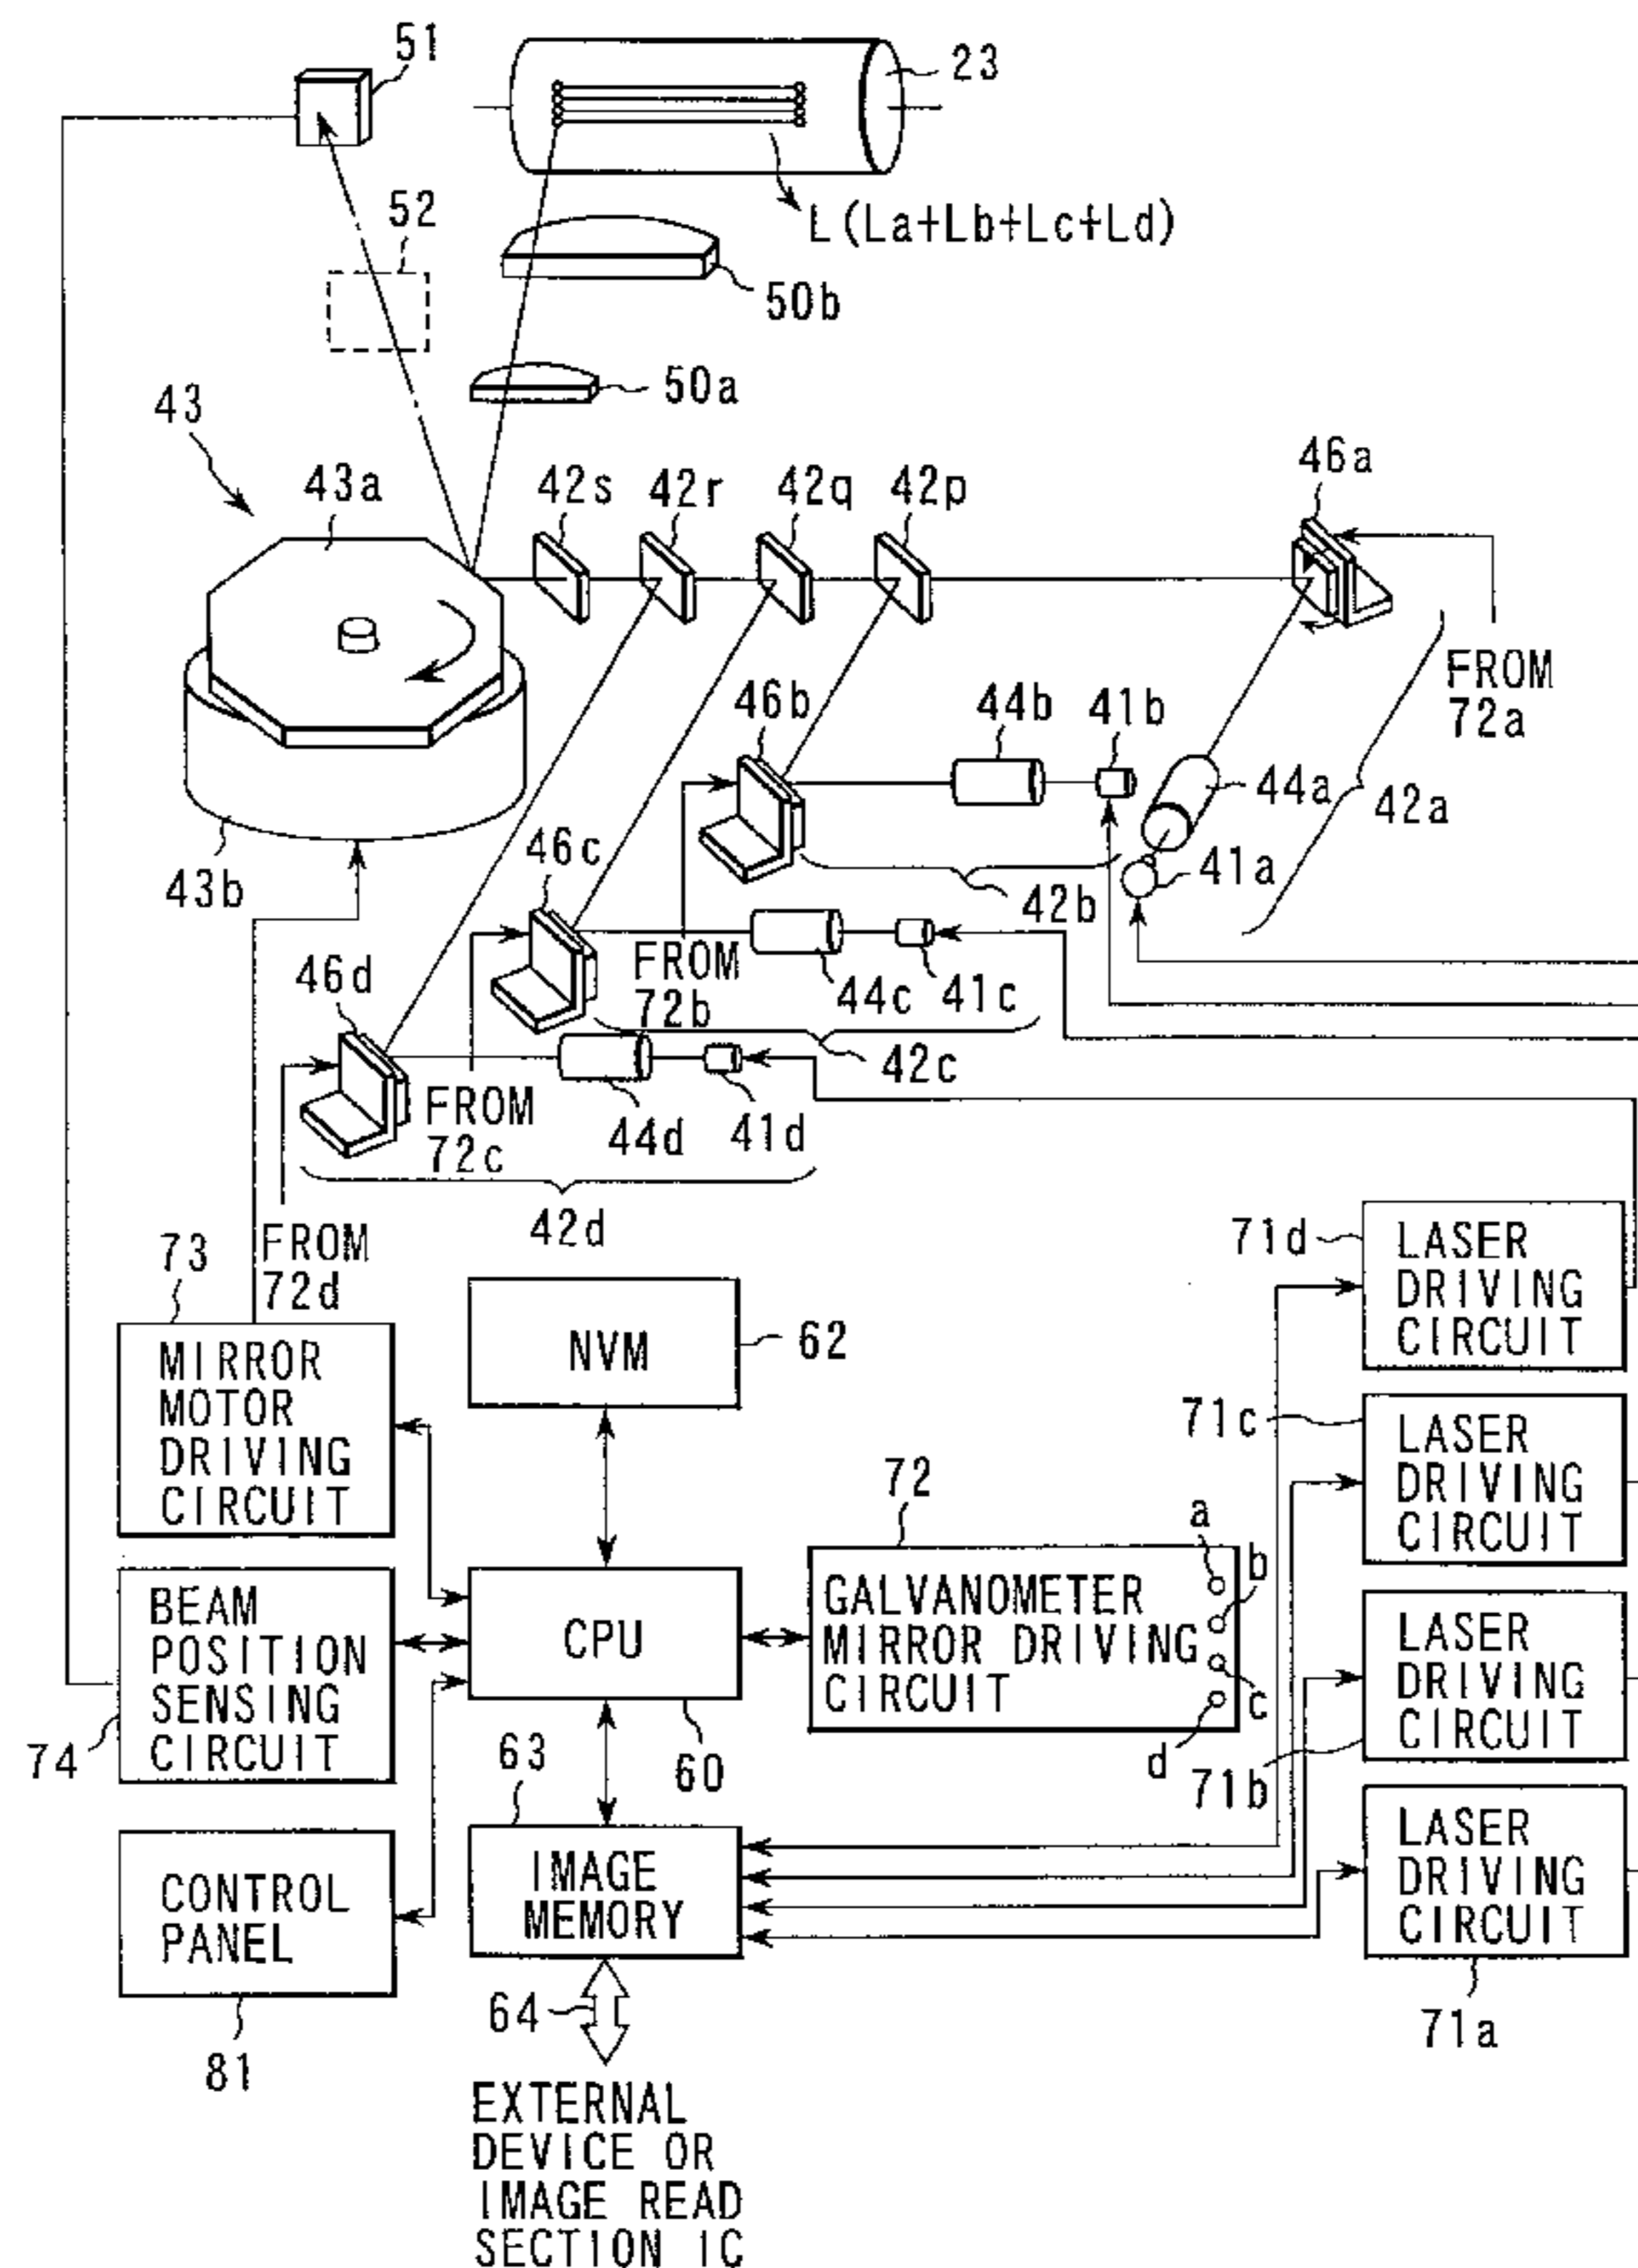 51
23
52
L(La+Lb+Lc+Ld)
50b
50a
43
43a
42s
42r
42q
42p
46a
FROM
72a
46b
44b
41b
44a
42a
43b
46c
41a
42b
FROM
72b
46d
44c
41c
42c
FROM
72c
44d
41d
42d
FROM
72d
73
MIRROR
MOTOR
DRIVING
CIRCUIT
NVM
62
71d
LASER
DRIVING
CIRCUIT
71c
LASER
DRIVING
CIRCUIT
72
a
b
c
d
GALVANOMETER
MIRROR DRIVING
CIRCUIT
CPU
60
BEAM
POSITION
SENSING
CIRCUIT
74
71b
LASER
DRIVING
CIRCUIT
63
IMAGE
MEMORY
LASER
DRIVING
CIRCUIT
71a
CONTROL
PANEL
81
64
EXTERNAL
DEVICE OR
IMAGE READ
SECTION 1C